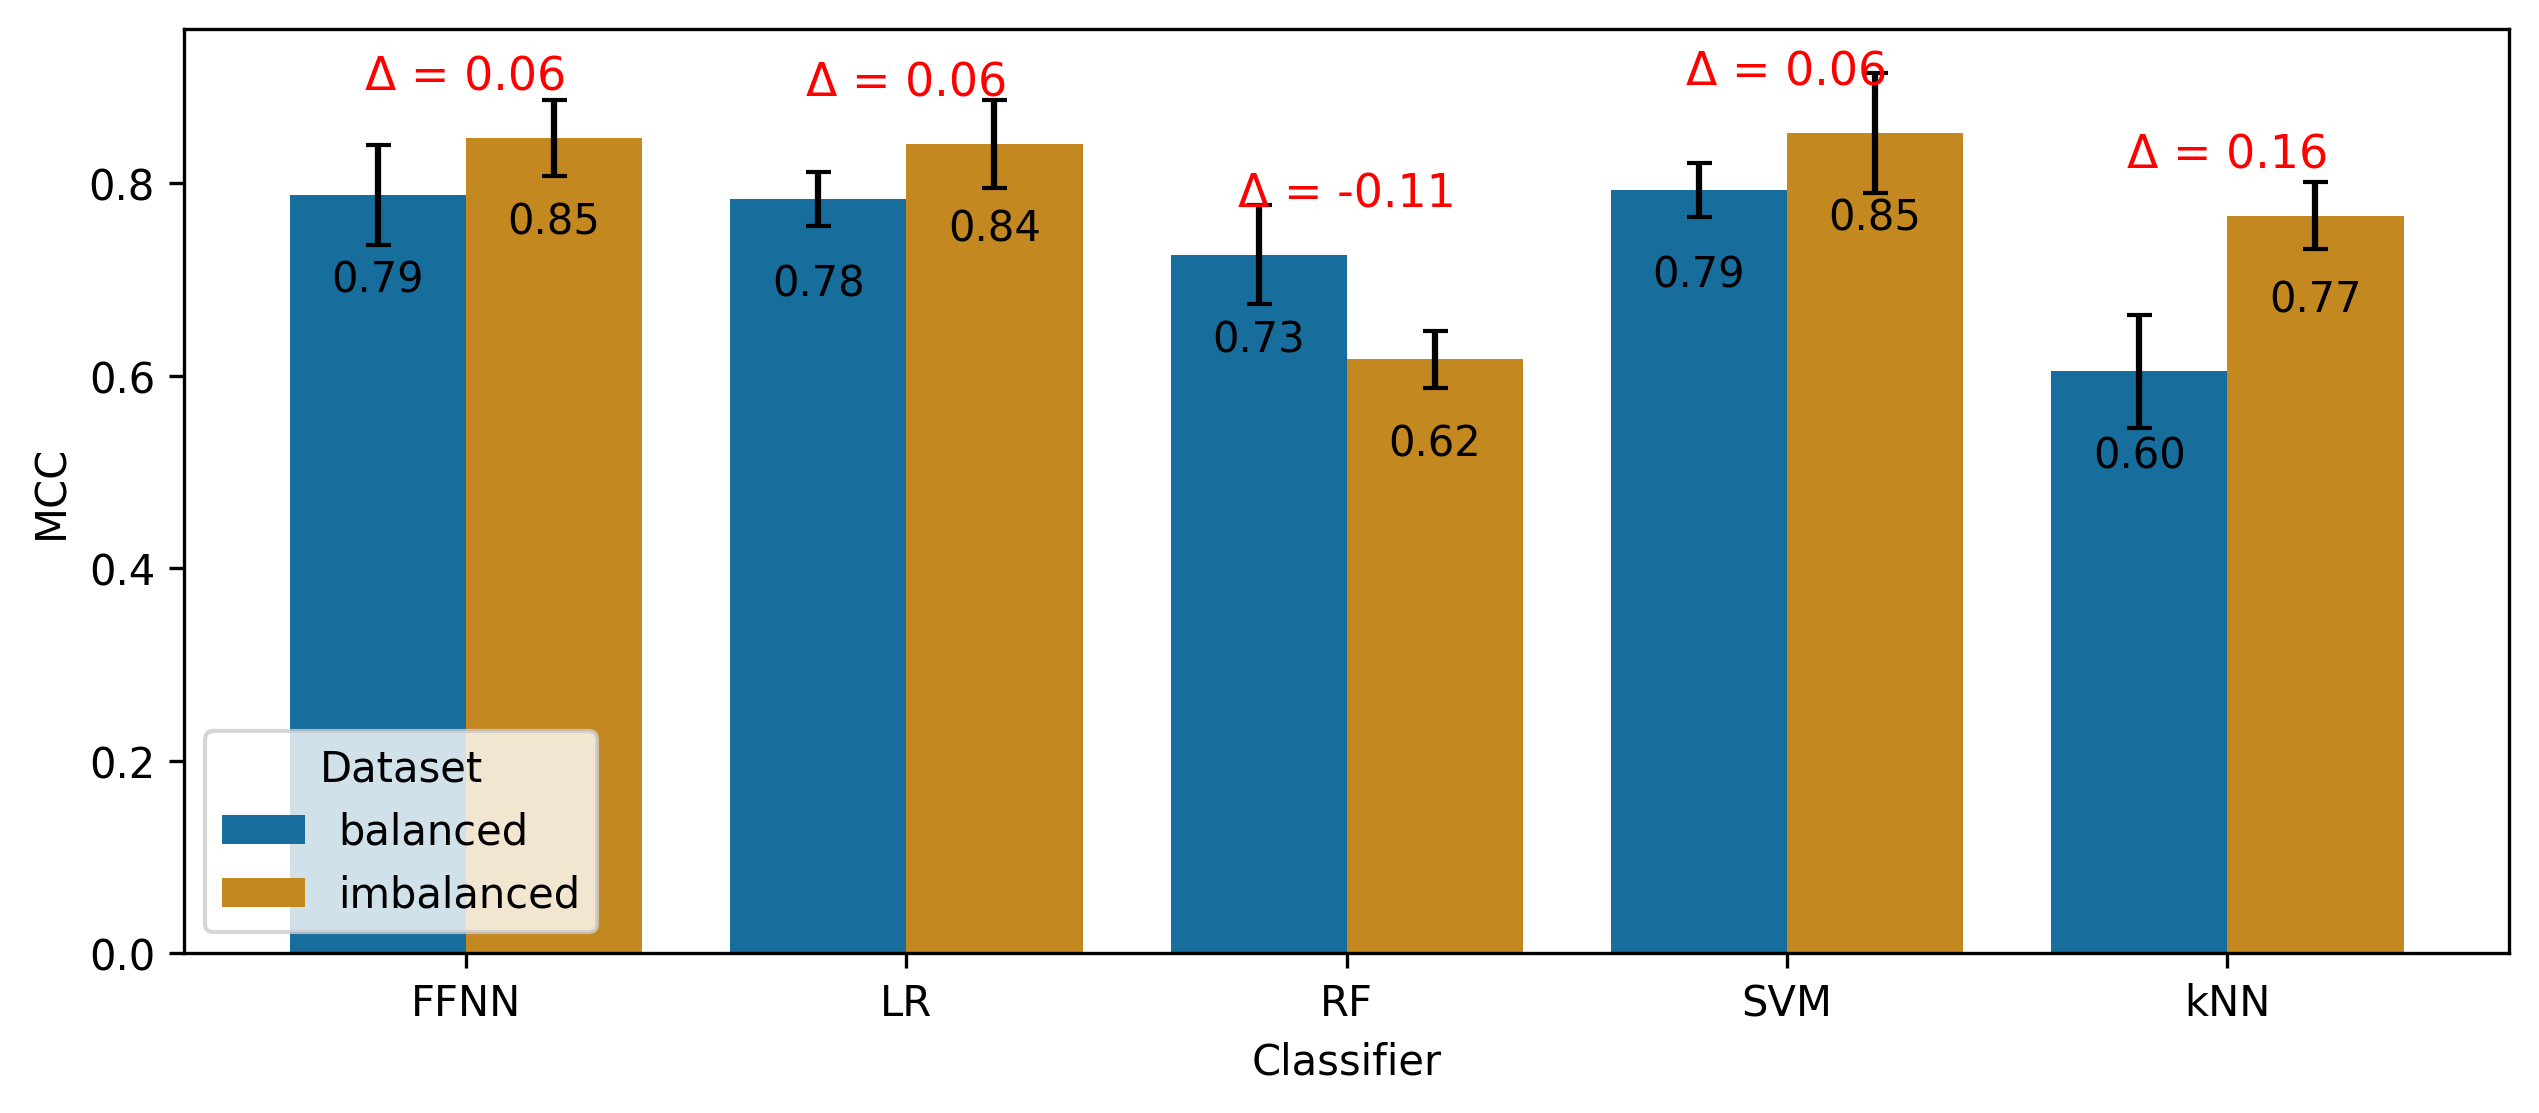 Δ = 0.06
Δ = 0.06
Δ = -0.11
Δ = 0.06
Δ = 0.16
0.79
0.85
0.78
0.84
0.73
0.62
0.79
0.85
0.60
0.77
0.8
0.6
0.4
0.2
0.0
MCC
Dataset
balanced
imbalanced
FFNN
LR
RF
SVM
kNN
Classifier